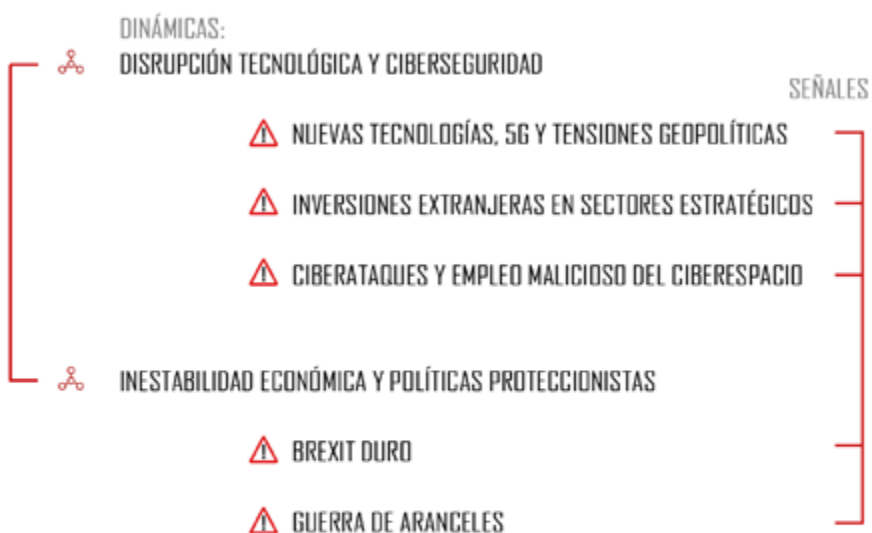 DINÁMICAS:
DISRUPCIÓN TECNOLÓGICA Y CIBERSEGURIDAD
SEÑALES
NUEVAS TECNOLOGÍAS, 5G Y TENSIONES GEOPOLÍTICAS
INVERSIONES EXTRANJERAS EN SECTORES ESTRATÉGICOS
CIBERATAQUES Y EMPLEO MALICIOSO DEL CIBERESPACIO
INESTABILIDAD ECONÓMICA Y POLÍTICAS PROTECCIONISTAS
BREXIT DURO
GUERRA DE ARANCELES